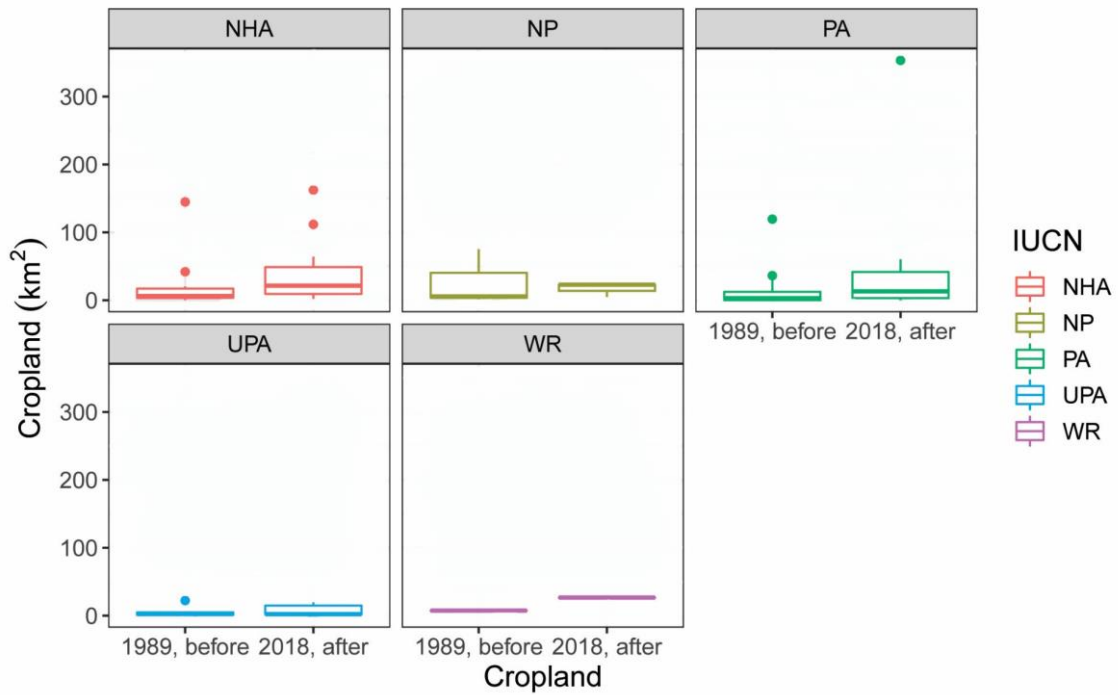 NHA
NP
PA
300
200
100
0
1989, before 2018, after
UPA
WR
300
200
100
0
1989, before 2018, after
1989, before 2018, after
Cropland
Cropland (km²)
IUCN
NHA
NP
PA
UPA
WR